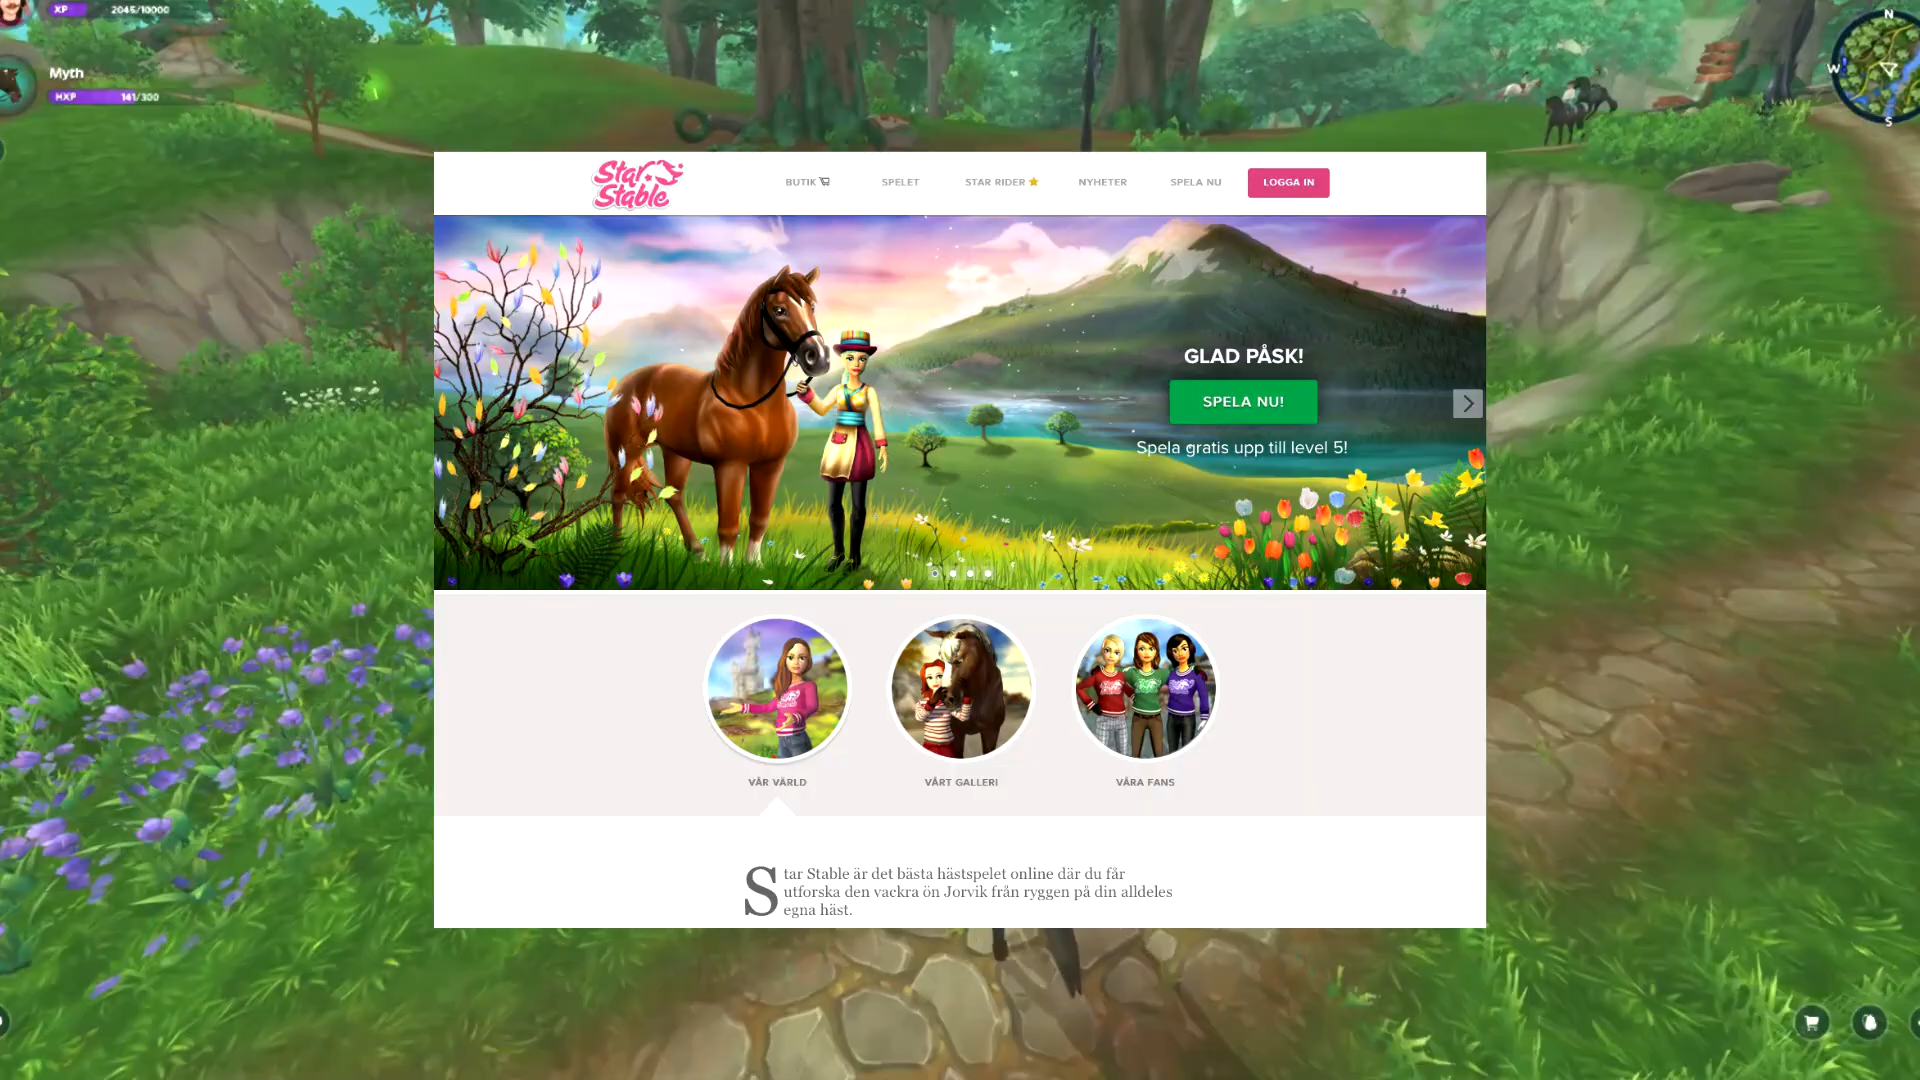 XP 2045/10000
N
Myth
W
HXP 141/300
S
Star Stable
BUTIK SPELET STAR RIDER NYHETER SPELA NU LOGGA IN
GLAD PÅSK!
SPELA NU!
Spela gratis upp till level 5!
VÅR VÄRLD VÅRT GALLERI VÅRA FANS
Star Stable är det bästa hästspelet online där du får
utforska den vackra ön Jorvik från ryggen på din alldeles
egna häst.